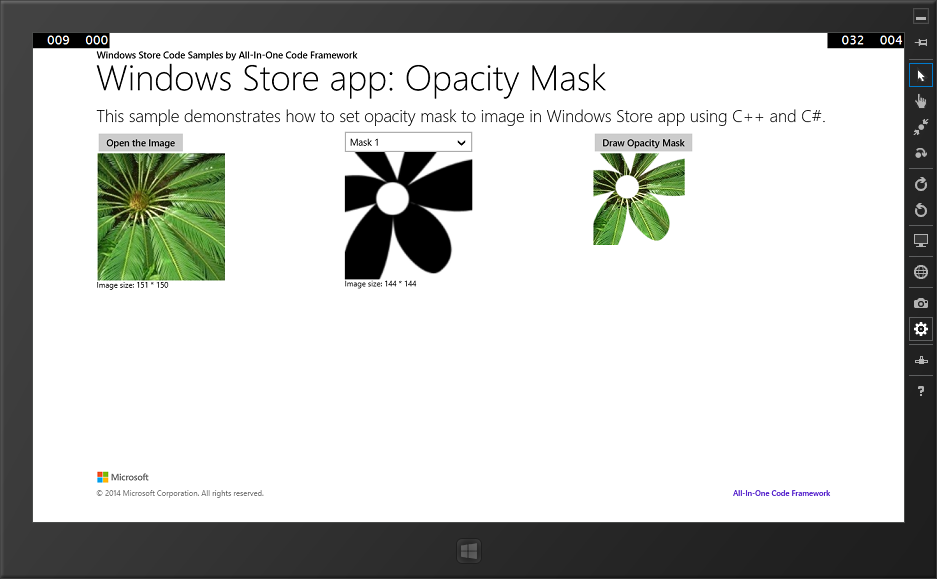 009 000
032 004
Windows Store Code Samples by All-In-One Code Framework
Windows Store app: Opacity Mask
This sample demonstrates how to set opacity mask to image in Windows Store app using C++ and C#.
Open the Image
Mask 1
Draw Opacity Mask
Image size: 151 * 150
Image size: 144 * 144
Microsoft
© 2014 Microsoft Corporation. All rights reserved.
All-In-One Code Framework
?